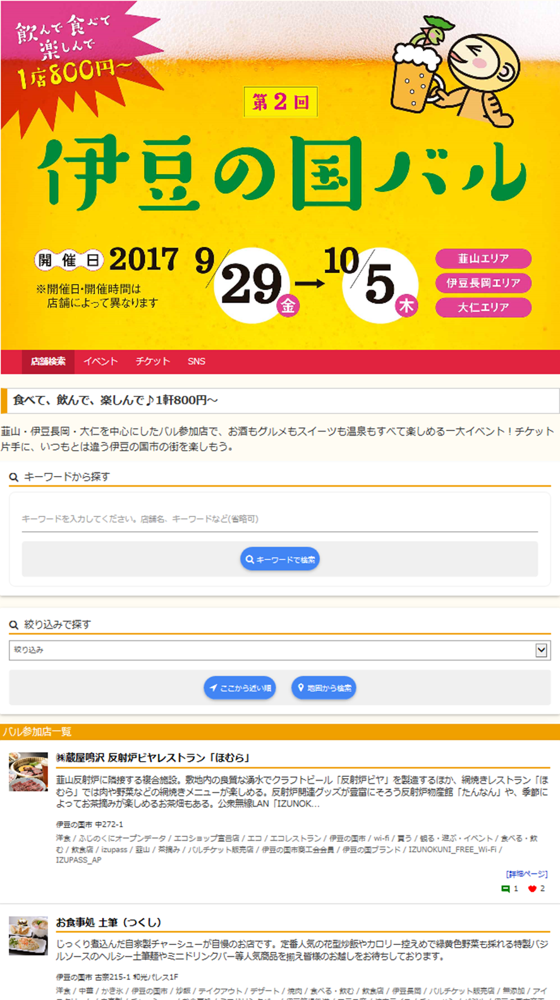 飲んで食べて
楽しんで
1店800円～
第2回
伊豆の国バル
開催日 2017 9/29金→10/5木
※開催日・開催時間は
店舗によって異なります
韮山エリア
伊豆長岡エリア
大仁エリア
店舗検索 イベント チケット SNS
食べて、飲んで、楽しんで♪1軒800円～
韮山・伊豆長岡・大仁を中心にしたバル参加店で、お酒もグルメもスイーツも温泉もすべて楽しめる一大イベント！チケット
片手に、いつもとは違う伊豆の国市の街を楽しもう。
キーワードから探す
キーワードを入力してください。店舗名、キーワードなど(省略可)
キーワードで検索
絞り込みで探す
絞り込み
ここから近い順 地図から検索
バル参加店一覧
㈱蔵屋鳴沢 反射炉ビヤレストラン「ほむら」
韮山反射炉に隣接する複合施設。敷地内の良質な湧水でクラフトビール「反射炉ビヤ」を製造するほか、網焼きレストラン「ほ
むら」では肉や野菜などの網焼きメニューが楽しめる。反射炉関連グッズが豊富にそろう反射炉物産館「たんなん」や、季節に
よってお茶摘みが楽しめるお茶畑もある。公衆無線LAN「IZUNOK...
伊豆の国市 中272-1
洋食 / ふじのくにオープンデータ / エコショップ宣言店 / エコ / エコレストラン / 伊豆の国市 / wi-fi / 買う / 観る・遊ぶ・イベント / 食べる・飲
む / 飲食店 / izupass / 韮山 / 茶摘み / バルチケット販売店 / 伊豆の国市商工会会員 / 伊豆の国ブランド / IZUNOKUNI_FREE_Wi-Fi /
IZUPASS_AP
[詳細ページ]
1 2
お食事処 土筆（つくし）
じっくり煮込んだ自家製チャーシューが自慢のお店です。定番人気の花型炒飯やカロリー控えめで緑黄色野菜も採れる特製バジ
ルソースのヘルシー土筆麺やミニドリンクバー等人気商品を揃え皆様のお越しをお待ちしております。
伊豆の国市 古奈215-1 和光パレス1F
洋食 / 中華 / かき氷 / 伊豆の国市 / 炒飯 / テイクアウト / デザート / 焼肉 / 食べる・飲む / 飲食店 / 伊豆長岡 / バルチケット販売店 / 無添加 / アイ